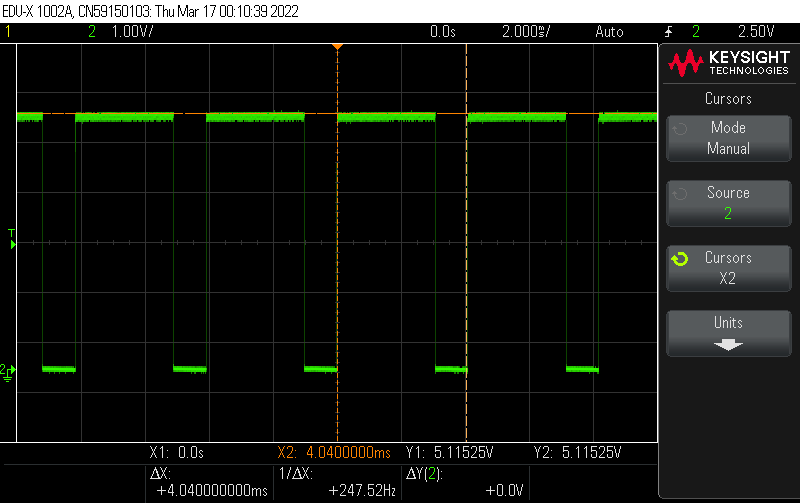 EDU-X 1002A, CN59150103: Thu Mar 17 00:10:39 2022
1 2 1.00V/ 0.0s 2.000ms/ Auto 2 2.50V
KEYSIGHT
TECHNOLOGIES
Cursors
Mode
Manual
Source
2
Cursors
X2
Units
T
2
X1: 0.0s X2: 4.0400000ms Y1: 5.11525V Y2: 5.11525V
ΔX: 1/ΔX: ΔY(2):
+4.040000000ms +247.52Hz +0.0V